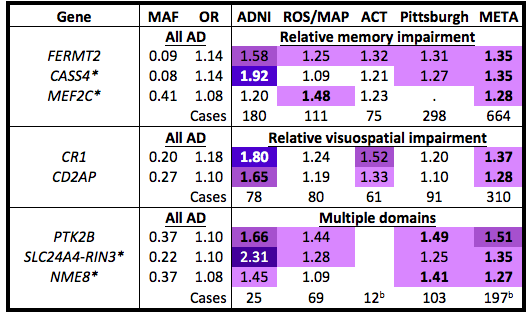 Gene MAF OR ADNI ROS/MAP ACT Pittsburgh META
All AD Relative memory impairment
FERMT2 0.09 1.14 1.58 1.25 1.32 1.31 1.35
CASS4* 0.08 1.14 1.92 1.09 1.21 1.27 1.35
MEF2C* 0.41 1.08 1.20 1.48 1.23 . 1.28
Cases 180 111 75 298 664
All AD Relative visuospatial impairment
CR1 0.20 1.18 1.80 1.24 1.52 1.20 1.37
CD2AP 0.27 1.10 1.65 1.19 1.33 1.10 1.28
Cases 78 80 61 91 310
All AD Multiple domains
PTK2B 0.37 1.10 1.66 1.44 1.49 1.51
SLC24A4-RIN3* 0.22 1.10 2.31 1.28 1.25 1.35
NME8* 0.37 1.08 1.45 1.09 1.41 1.27
Cases 25 69 12ᵇ 103 197ᵇ